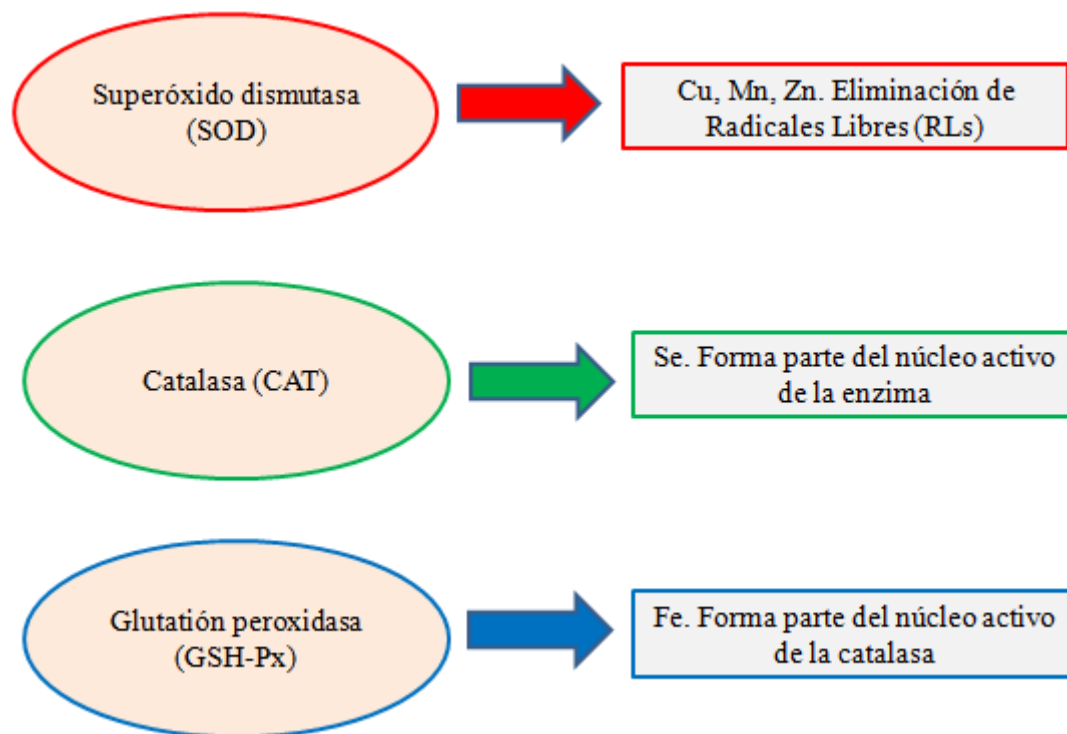 Superóxido dismutasa
(SOD)
Cu, Mn, Zn. Eliminación de
Radicales Libres (RLs)
Catalasa (CAT)
Se. Forma parte del núcleo activo
de la enzima
Glutatión peroxidasa
(GSH-Px)
Fe. Forma parte del núcleo activo
de la catalasa